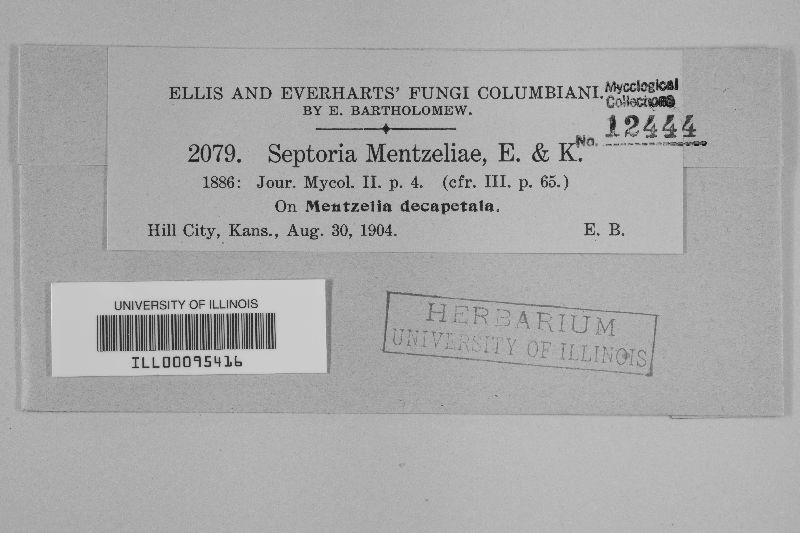 ELLIS AND EVERHARTS' FUNGI COLUMBIANI.
BY E. BARTHOLOMEW.
Mycological
Collections
No. 12444
2079. Septoria Mentzeliae, E. & K.
1886: Jour. Mycol. II. p. 4. (cfr. III. p. 65.)
On Mentzelia decapetala.
Hill City, Kans., Aug. 30, 1904. E. B.
UNIVERSITY OF ILLINOIS
ILL00095416
HERBARIUM
UNIVERSITY OF ILLINOIS